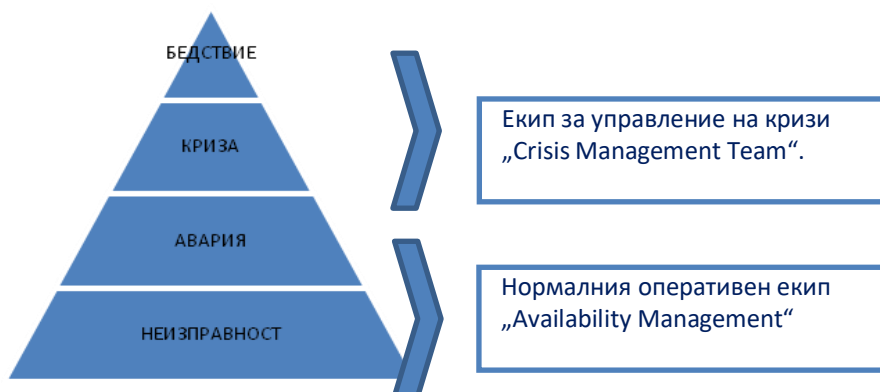 БЕДСТВИЕ
КРИЗА
АВАРИЯ
НЕИЗПРАВНОСТ
Екип за управление на кризи
„Crisis Management Team“.
Нормалния оперативен екип
„Availability Management“